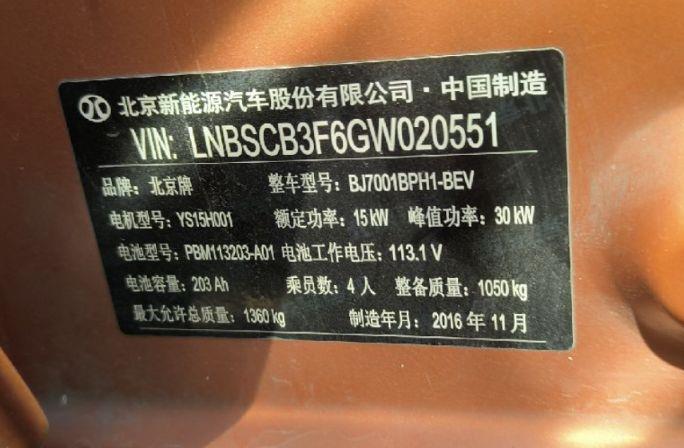 北京新能源汽车股份有限公司·中国制造
VIN: LNBSCB3F6GW020551
品牌: 北京牌 整车型号: BJ7001BPH1-BEV
电机型号: YS15H001 额定功率: 15 kW 峰值功率: 30 kW
电池型号: PBM113203-A01 电池工作电压: 113.1 V
电池容量: 203 Ah 乘员数: 4 人 整备质量: 1050 kg
最大允许总质量: 1360 kg 制造年月: 2016 年 11 月